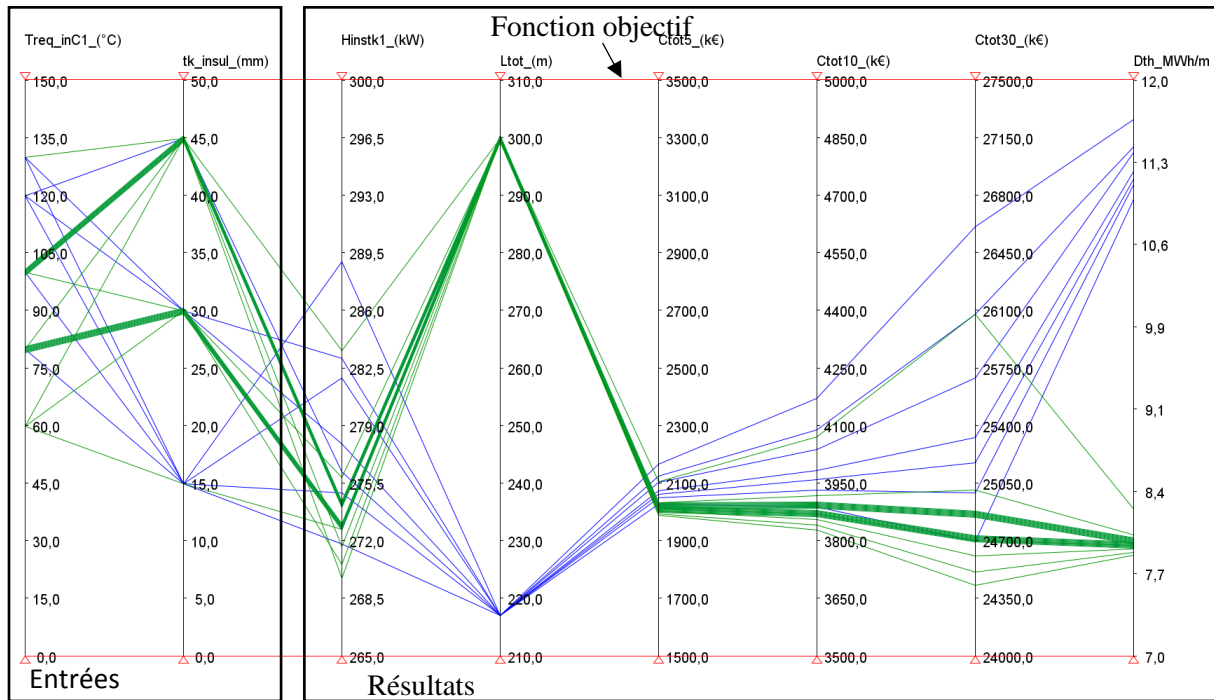 Fonction objectif
Treq_inC1_(°C)
tk_insul_(mm)
Hinstk1_(kW)
Ltot_(m)
Ctot5_(k€)
Ctot10_(k€)
Ctot30_(k€)
Dth_MWh/m
150,0 50,0 300,0 310,0 3500,0 5000,0 27500,0 12,0
135,0 45,0 296,5 300,0 3300,0 4850,0 27150,0 11,3
120,0 40,0 293,0 290,0 3100,0 4700,0 26800,0 10,6
105,0 35,0 289,5 280,0 2900,0 4550,0 26450,0 9,9
90,0 30,0 286,0 270,0 2700,0 4400,0 26100,0 9,1
75,0 25,0 282,5 260,0 2500,0 4250,0 25750,0 8,4
60,0 20,0 279,0 250,0 2300,0 4100,0 25400,0 7,7
45,0 15,0 275,5 240,0 2100,0 3950,0 25050,0
30,0 10,0 272,0 230,0 1900,0 3800,0 24700,0
15,0 5,0 268,5 220,0 1700,0 3650,0 24350,0
0,0 0,0 265,0 210,0 1500,0 3500,0 24000,0 7,0
Entrées
Résultats